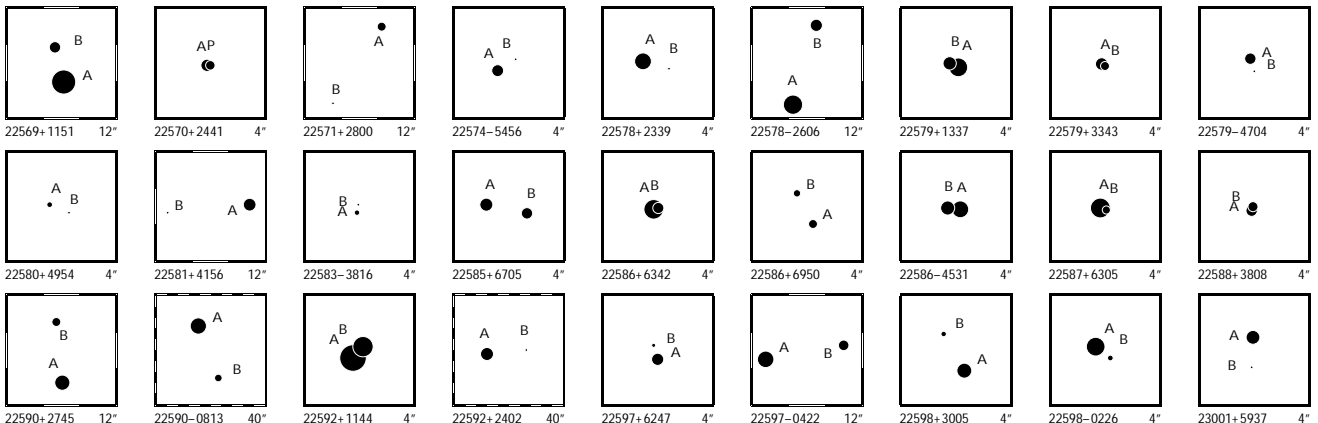 B
A
22569+1151 12″
AP
22570+2441 4″
A
B
22571+2800 12″
B
A
22574−5456 4″
A
B
22578+2339 4″
B
A
22578−2606 12″
B A
22579+1337 4″
A B
22579+3343 4″
A
B
22579−4704 4″
A
B
22580+4954 4″
B
A
22581+4156 12″
B
A
22583−3816 4″
A
B
22585+6705 4″
A B
22586+6342 4″
B
A
22586+6950 4″
B A
22586−4531 4″
A B
22587+6305 4″
B
A
22588+3808 4″
B
A
22590+2745 12″
A
B
22590−0813 40″
B
A
22592+1144 4″
A
B
22592+2402 40″
B
A
22597+6247 4″
A
B
22597−0422 12″
B
A
22598+3005 4″
A
B
22598−0226 4″
A
B
23001+5937 4″